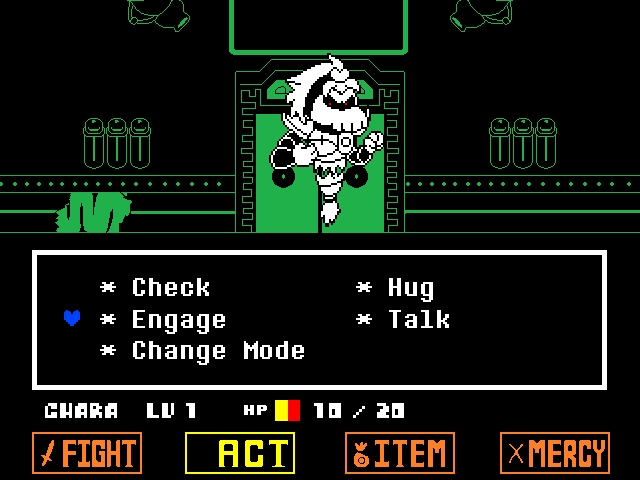 * Check * Hug
* Engage * Talk
* Change Mode
CHARA LV 1 HP 10 / 20
FIGHT ACT ITEM MERCY